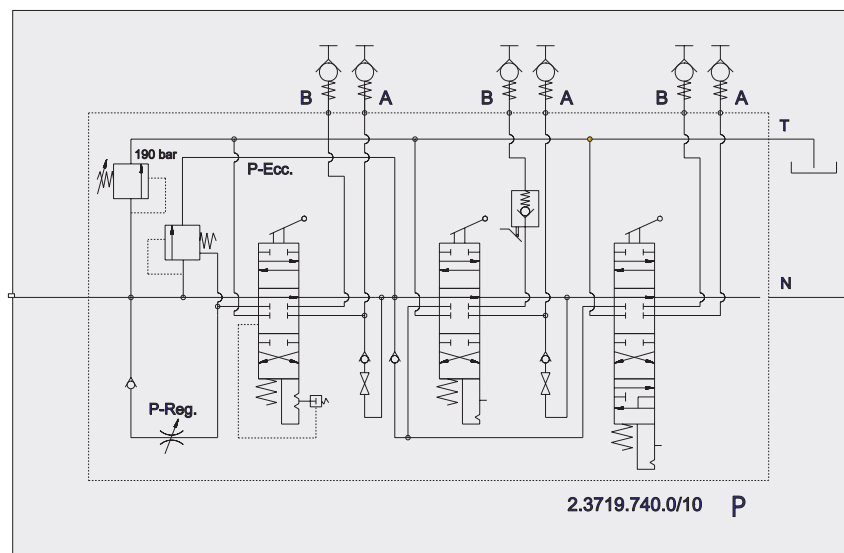 B A B A B A
T
190 bar
P-Ecc.
N
P-Reg.
2.3719.740.0/10 P